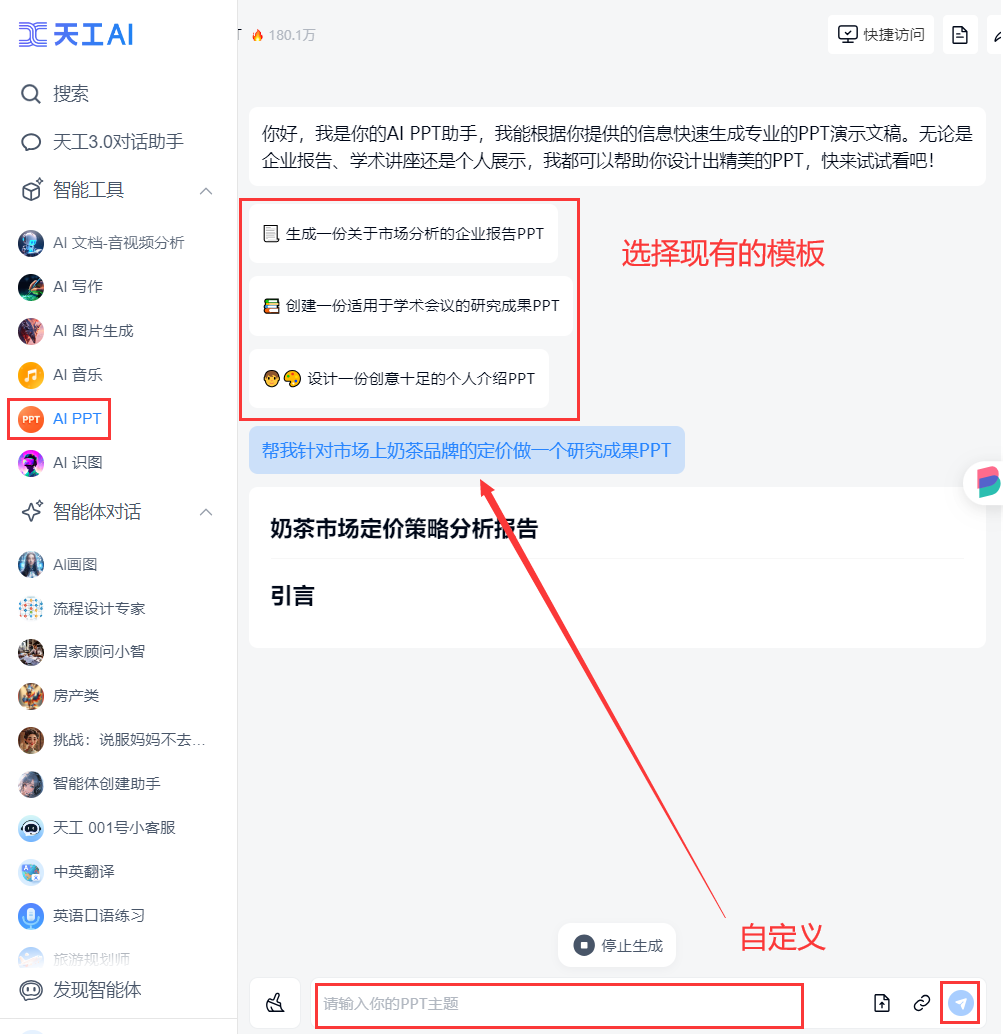 天工AI
搜索
天工3.0对话助手
智能工具
AI 文档-音视频分析
AI 写作
AI 图片生成
AI 音乐
PPT
AI PPT
AI 识图
智能体对话
AI画图
流程设计专家
居家顾问小智
房产类
挑战：说服妈妈不去…
智能体创建助手
天工 001号小客服
中英翻译
英语口语练习
旅游规划师
发现智能体
180.1万
快捷访问
你好，我是你的AI PPT助手，我能根据你提供的信息快速生成专业的PPT演示文稿。无论是
企业报告、学术讲座还是个人展示，我都可以帮助你设计出精美的PPT，快来试试看吧！
生成一份关于市场分析的企业报告PPT
选择现有的模板
创建一份适用于学术会议的研究成果PPT
设计一份创意十足的个人介绍PPT
帮我针对市场上奶茶品牌的定价做一个研究成果PPT
奶茶市场定价策略分析报告
引言
自定义
停止生成
请输入你的PPT主题